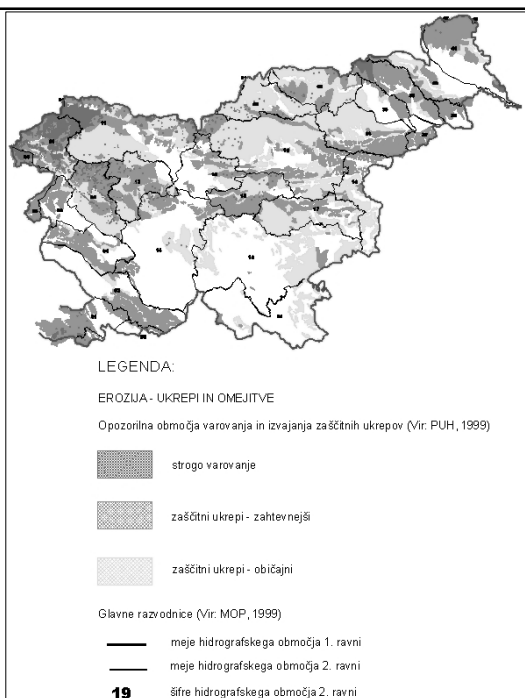 LEGENDA:
EROZIJA - UKREPI IN OMEJITVE
Opozorilna območja varovanja in izvajanja zaščitnih ukrepov (Vir: PUH, 1999)
strogo varovanje
zaščitni ukrepi - zahtevnejši
zaščitni ukrepi - običajni
Glavne razvodnice (Vir: MOP, 1999)
meje hidrografskega območja 1. ravni
meje hidrografskega območja 2. ravni
19 šifre hidrografskega območja 2. ravni